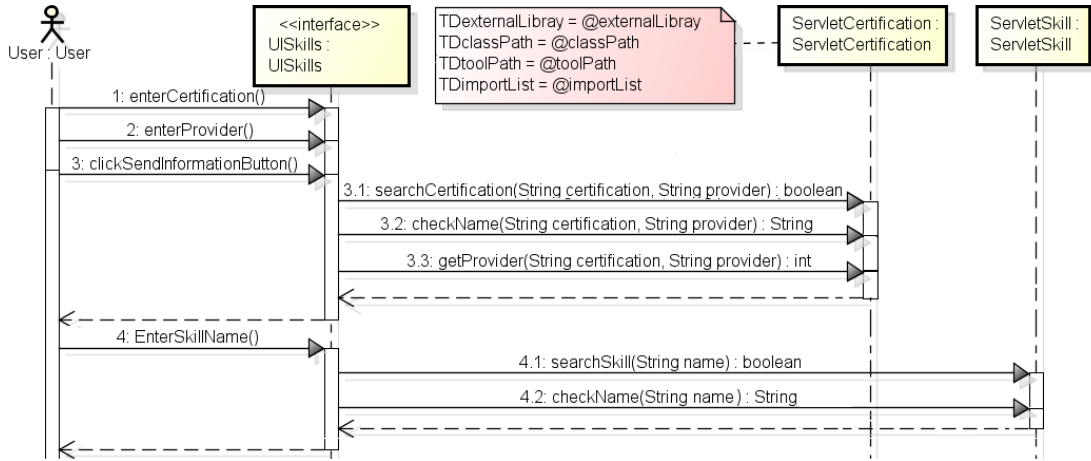 User : User
<<interface>>
UISkills :
UISkills
TDexternalLibray = @externalLibray
TDclassPath = @classPath
TDtoolPath = @toolPath
TDimportList = @importList
ServletCertification :
ServletCertification
ServletSkill :
ServletSkill
1: enterCertification()
2: enterProvider()
3: clickSendInformationButton()
3.1: searchCertification(String certification, String provider) : boolean
3.2: checkName(String certification, String provider) : String
3.3: getProvider(String certification, String provider) : int
4: EnterSkillName()
4.1: searchSkill(String name) : boolean
4.2: checkName(String name ) : String